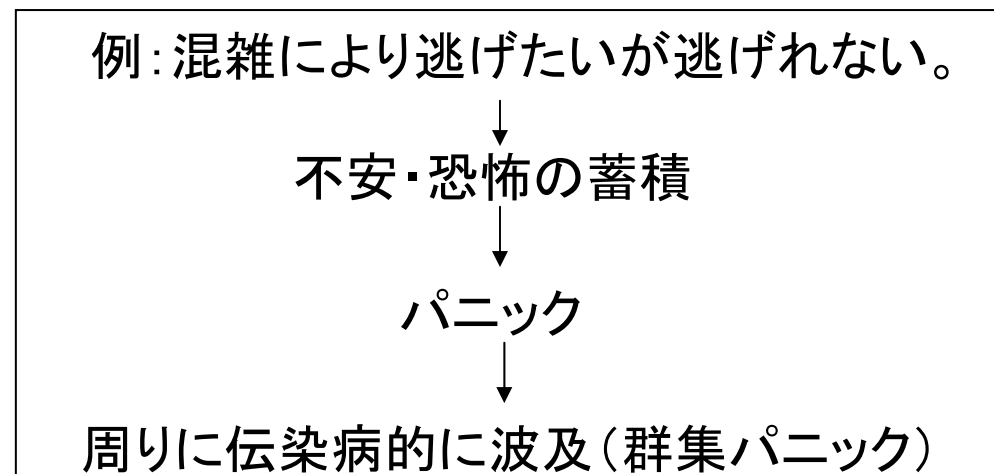 例：混雑により逃げたいが逃げれない。
不安・恐怖の蓄積
パニック
周りに伝染病的に波及（群集パニック）